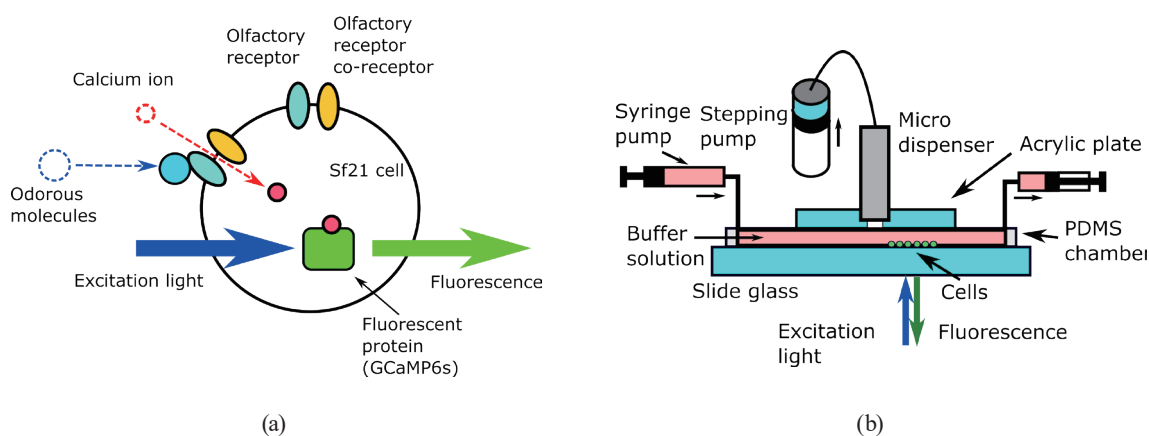 Olfactory
receptor
Olfactory
receptor
co-receptor
Calcium ion
Sf21 cell
Odorous
molecules
Excitation light
Fluorescence
Fluorescent
protein
(GCaMP6s)
(a)
Syringe
pump
Stepping
pump
Micro
dispenser
Acrylic plate
Buffer
solution
PDMS
chamber
Slide glass
Cells
Excitation
light
Fluorescence
(b)